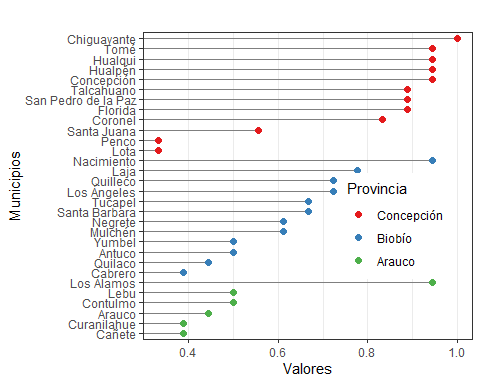 Chiguayante
Tomé
Hualqui
Hualpén
Concepción
Talcahuano
San Pedro de la Paz
Florida
Coronel
Santa Juana
Penco
Lota
Nacimiento
Laja
Quilleco
Los Ángeles
Tucapel
Santa Bárbara
Negrete
Mulchén
Yumbel
Antuco
Quilaco
Cabrero
Los Álamos
Lebu
Contulmo
Arauco
Curanilahue
Cañete
Municipios
Provincia
Concepción
Biobío
Arauco
0.4 0.6 0.8 1.0
Valores